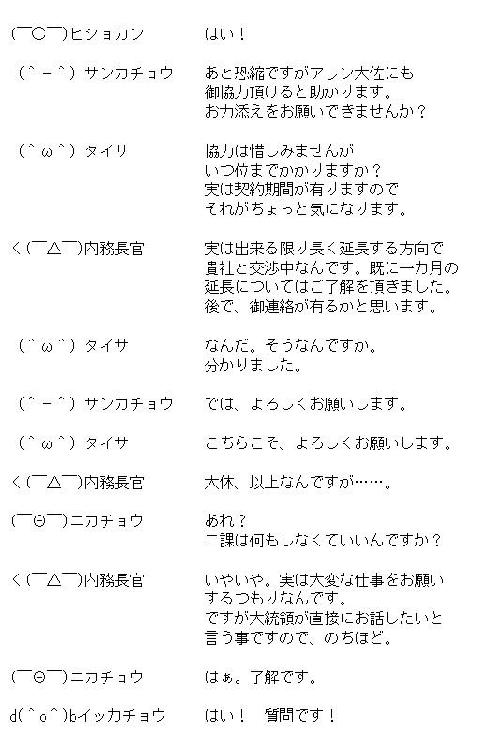 (￣○￣)ヒショカン　はい！
(＾－＾) サンカチョウ　あと恐縮ですがアレン大佐にも
御協力頂けると助かります。
お力添えをお願いできませんか？
(＾ω＾) タイサ　協力は惜しみませんが
いつ位までかかりますか？
実は契約期間が有りますので
それがちょっと気になります。
く(￣△￣)内務長官　実は出来る限り長く延長する方向で
貴社と交渉中なんです。既に一カ月の
延長についてはご了解を頂きました。
後で、御連絡が有るかと思います。
(＾ω＾) タイサ　なんだ。そうなんですか。
分かりました。
(＾－＾) サンカチョウ　では、よろしくお願いします。
(＾ω＾) タイサ　こちらこそ、よろしくお願いします。
く(￣△￣)内務長官　大体、以上なんですが……。
(￣Θ￣)ニカチョウ　あれ？
二課は何もしなくていいんですか？
く(￣△￣)内務長官　いやいや。実は大変な仕事をお願い
するつもりなんです。
ですが大統領が直接にお話したいと
言う事ですので、のちほど。
(￣Θ￣)ニカチョウ　はぁ。了解です。
d(＾o＾)bイッカチョウ　はい！　質問です！